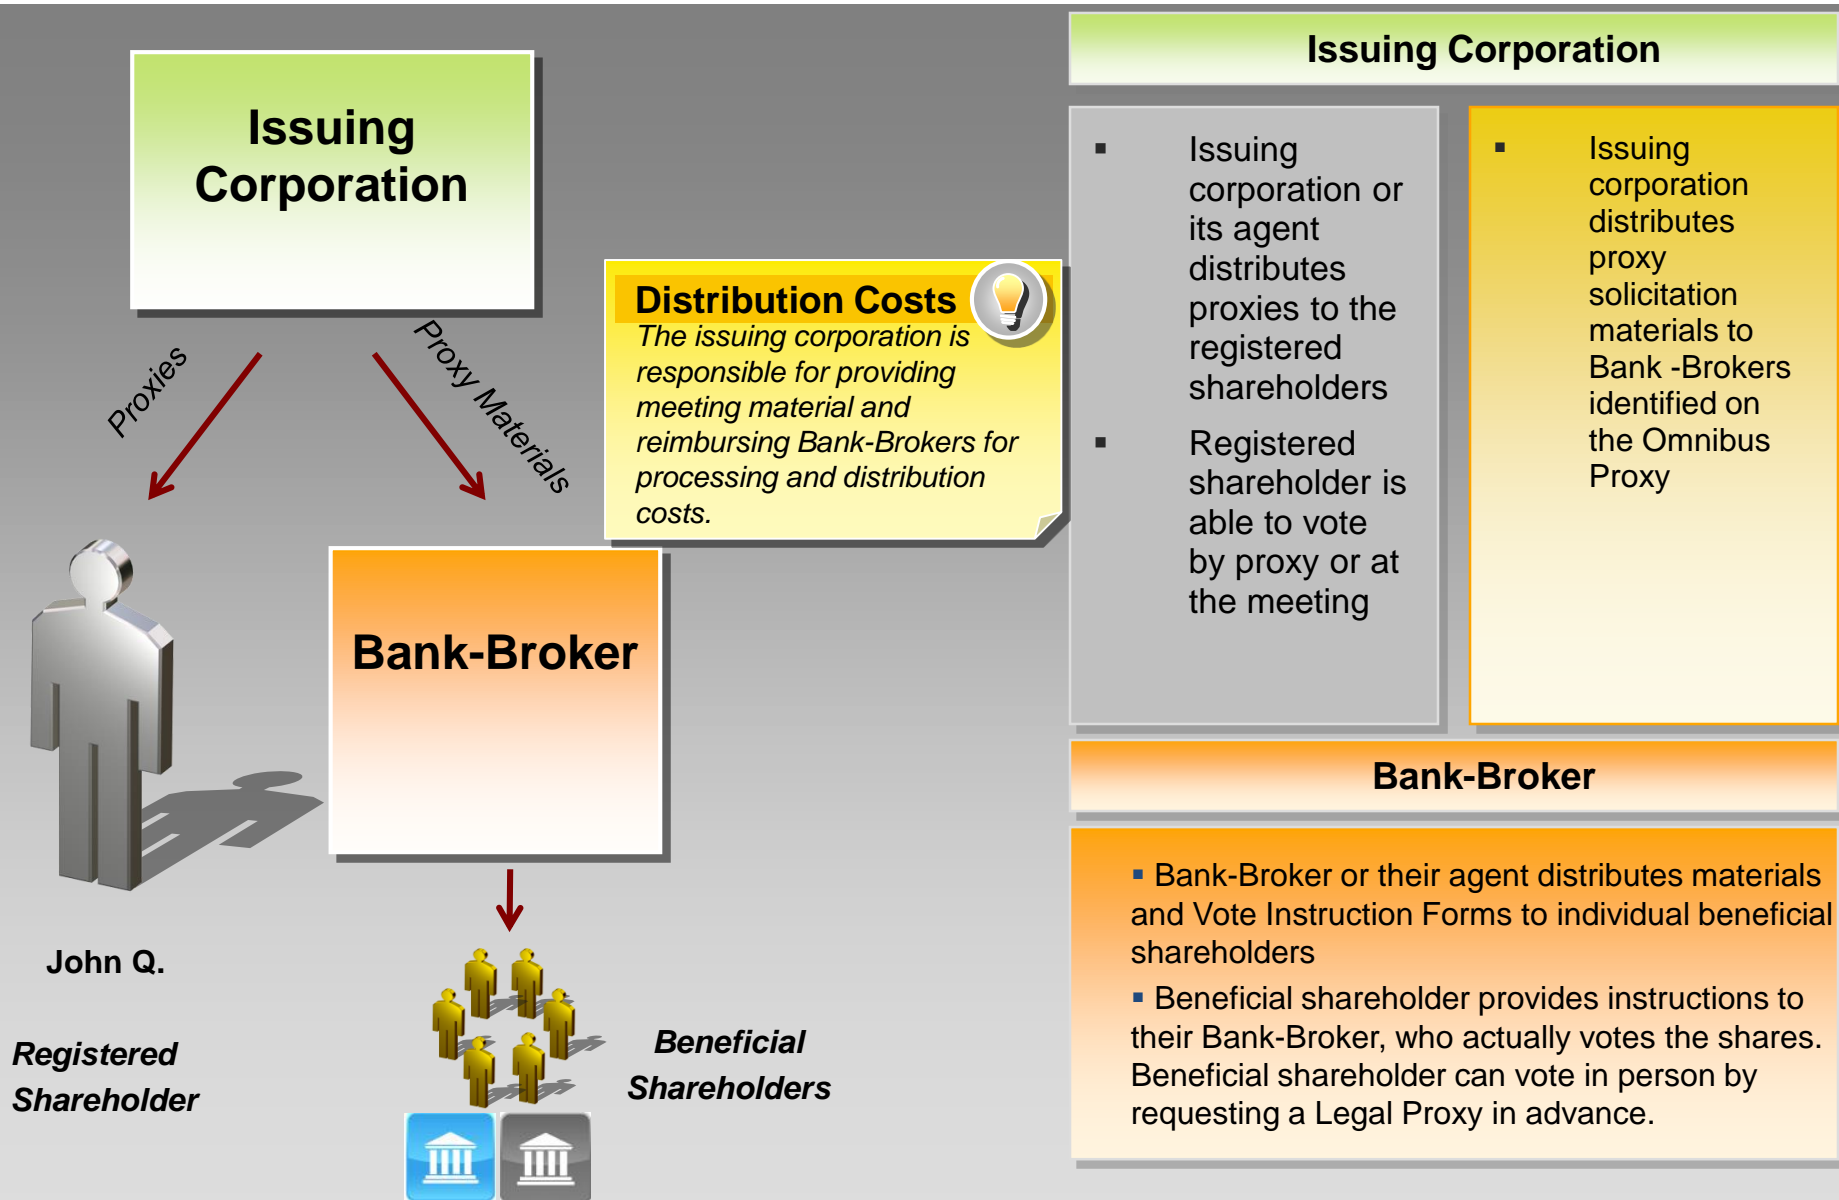 Issuing
Corporation
Proxies
Proxy Materials
Distribution Costs
The issuing corporation is
responsible for providing
meeting material and
reimbursing Bank-Brokers for
processing and distribution
costs.
Bank-Broker
John Q.
Registered
Shareholder
Beneficial
Shareholders
Issuing Corporation
▪ Issuing
corporation or
its agent
distributes
proxies to the
registered
shareholders
▪ Registered
shareholder is
able to vote
by proxy or at
the meeting
▪ Issuing
corporation
distributes
proxy
solicitation
materials to
Bank -Brokers
identified on
the Omnibus
Proxy
Bank-Broker
▪ Bank-Broker or their agent distributes materials
and Vote Instruction Forms to individual beneficial
shareholders
▪ Beneficial shareholder provides instructions to
their Bank-Broker, who actually votes the shares.
Beneficial shareholder can vote in person by
requesting a Legal Proxy in advance.